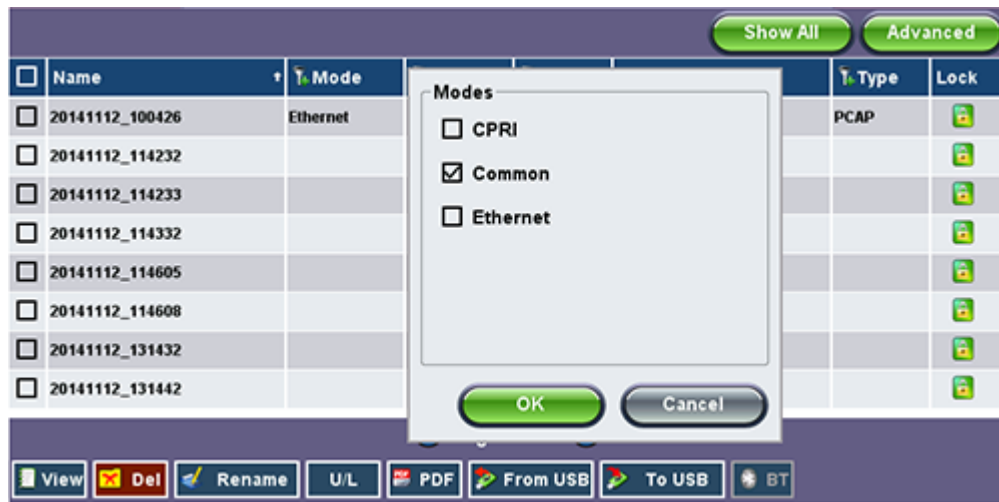 Show All Advanced
Name Mode Type Lock
20141112_100426 Ethernet PCAP
20141112_114232
20141112_114233
20141112_114332
20141112_114605
20141112_114608
20141112_131432
20141112_131442
Modes
CPRI
Common
Ethernet
OK Cancel
View Del Rename U/L PDF From USB To USB BT